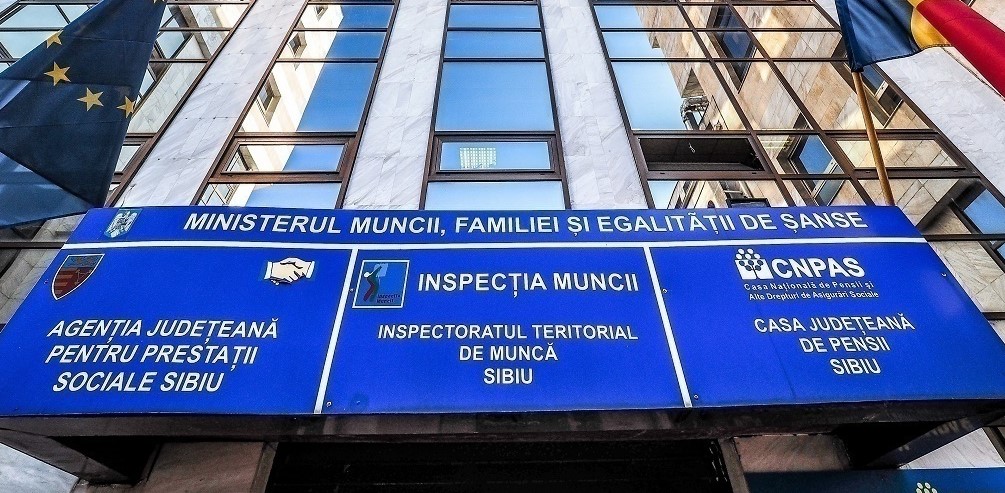 MINISTERUL MUNCII, FAMILIEI ȘI EGALITĂȚII DE ȘANSE
AGENȚIA JUDEȚEANĂ
PENTRU PRESTAȚII
SOCIALE SIBIU
INSPECȚIA MUNCII
INSPECTORATUL TERITORIAL
DE MUNCĂ
SIBIU
CNPAS
Casa Națională de Pensii și
Alte Drepturi de Asigurări Sociale
CASA JUDEȚEANĂ
DE PENSII
SIBIU